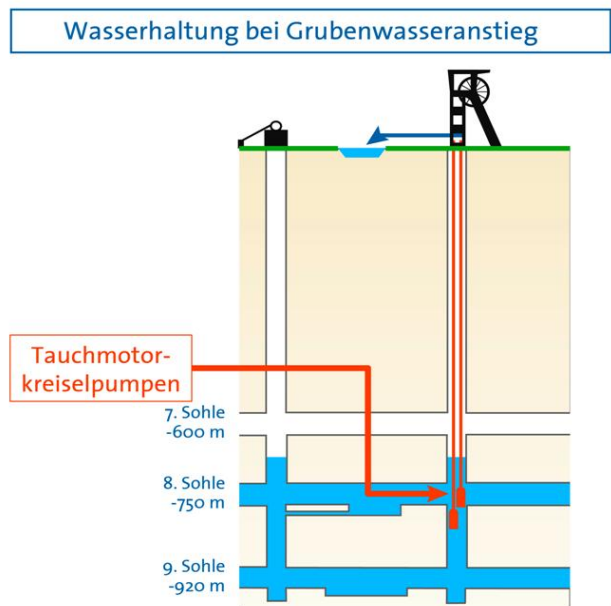 Wasserhaltung bei Grubenwasseranstieg
Tauchmotor-
kreiselpumpen
7. Sohle
-600 m
8. Sohle
-750 m
9. Sohle
-920 m